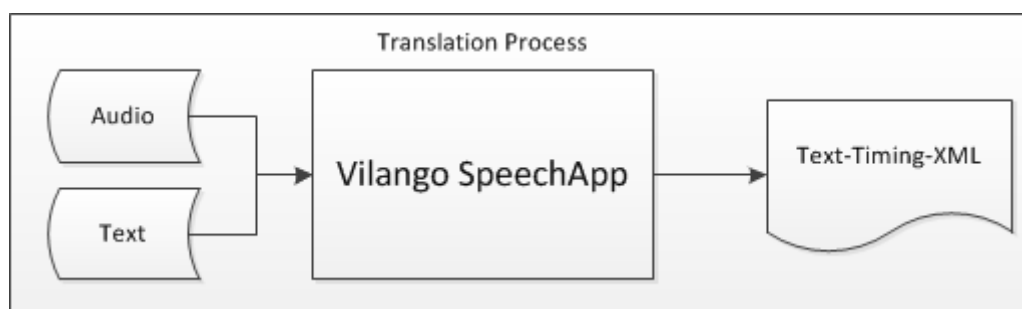 Translation Process
Audio
Text
Vilango SpeechApp
Text-Timing-XML